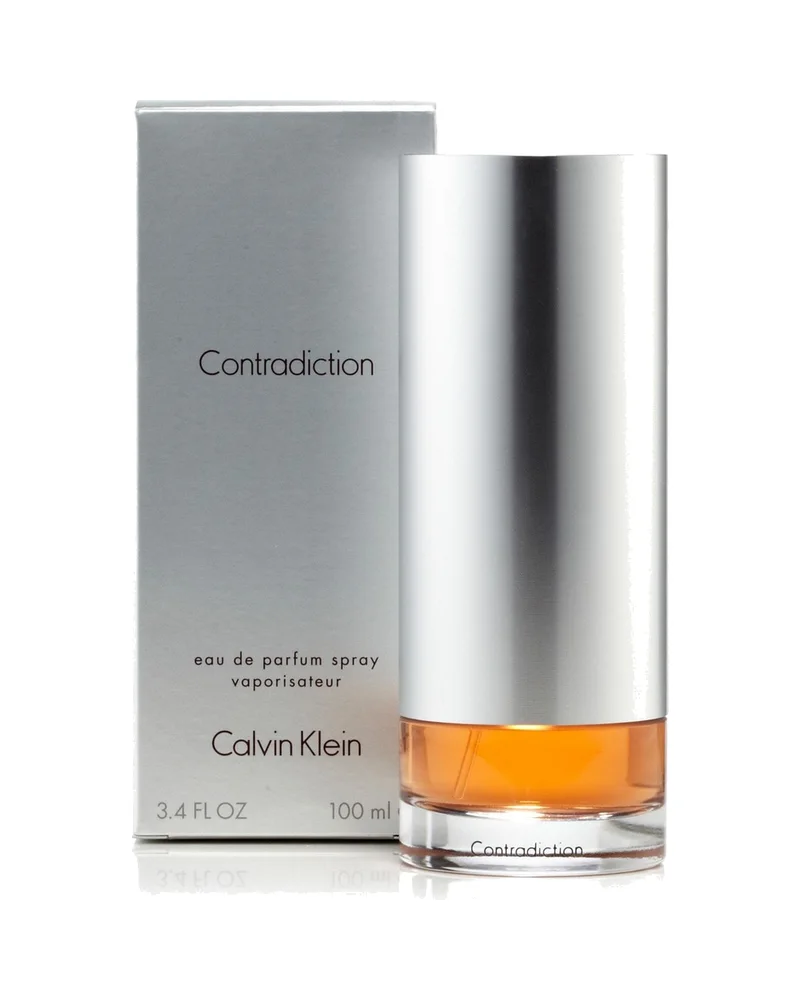 Contradiction
eau de parfum spray
vaporisateur
Calvin Klein
3.4 FL OZ 100 ml
Contradiction